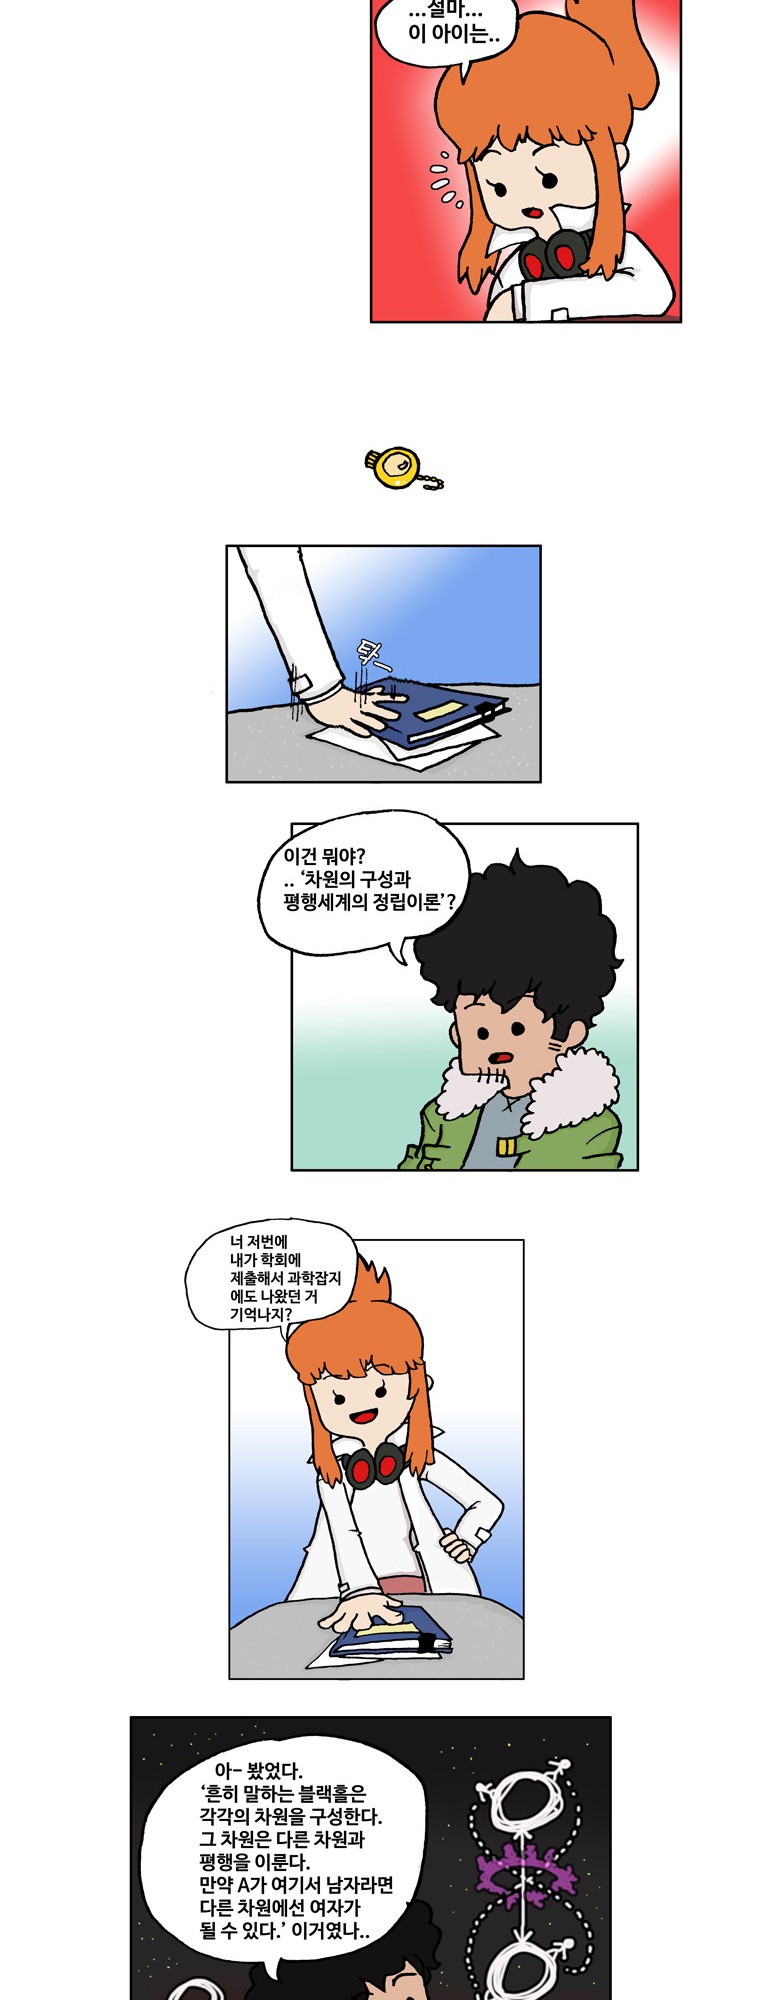 ...설마...
이 아이는..
탁-
이건 뭐야?
.. ‘차원의 구성과
평행세계의 정립이론’?
너 저번에
내가 학회에
제출해서 과학잡지
에도 나왔던 거
기억나지?
아- 봤었다.
‘흔히 말하는 블랙홀은
각각의 차원을 구성한다.
그 차원은 다른 차원과
평행을 이룬다.
만약 A가 여기서 남자라면
다른 차원에선 여자가
될 수 있다.’ 이거였나..